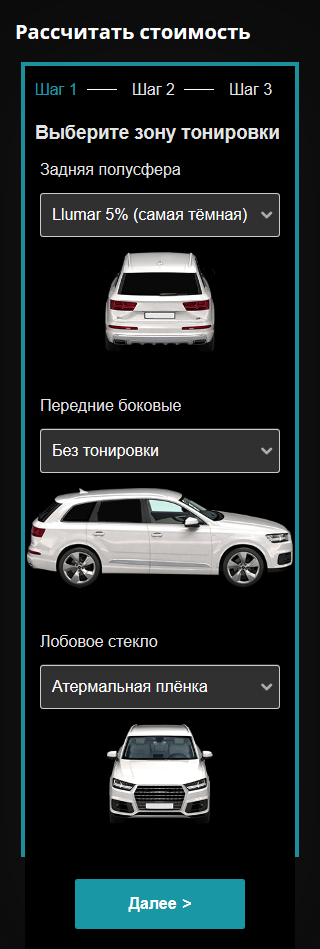 Рассчитать стоимость
Шаг 1 Шаг 2 Шаг 3
Выберите зону тонировки
Задняя полусфера
Llumar 5% (самая тёмная)
Передние боковые
Без тонировки
Лобовое стекло
Атермальная плёнка
Далее >